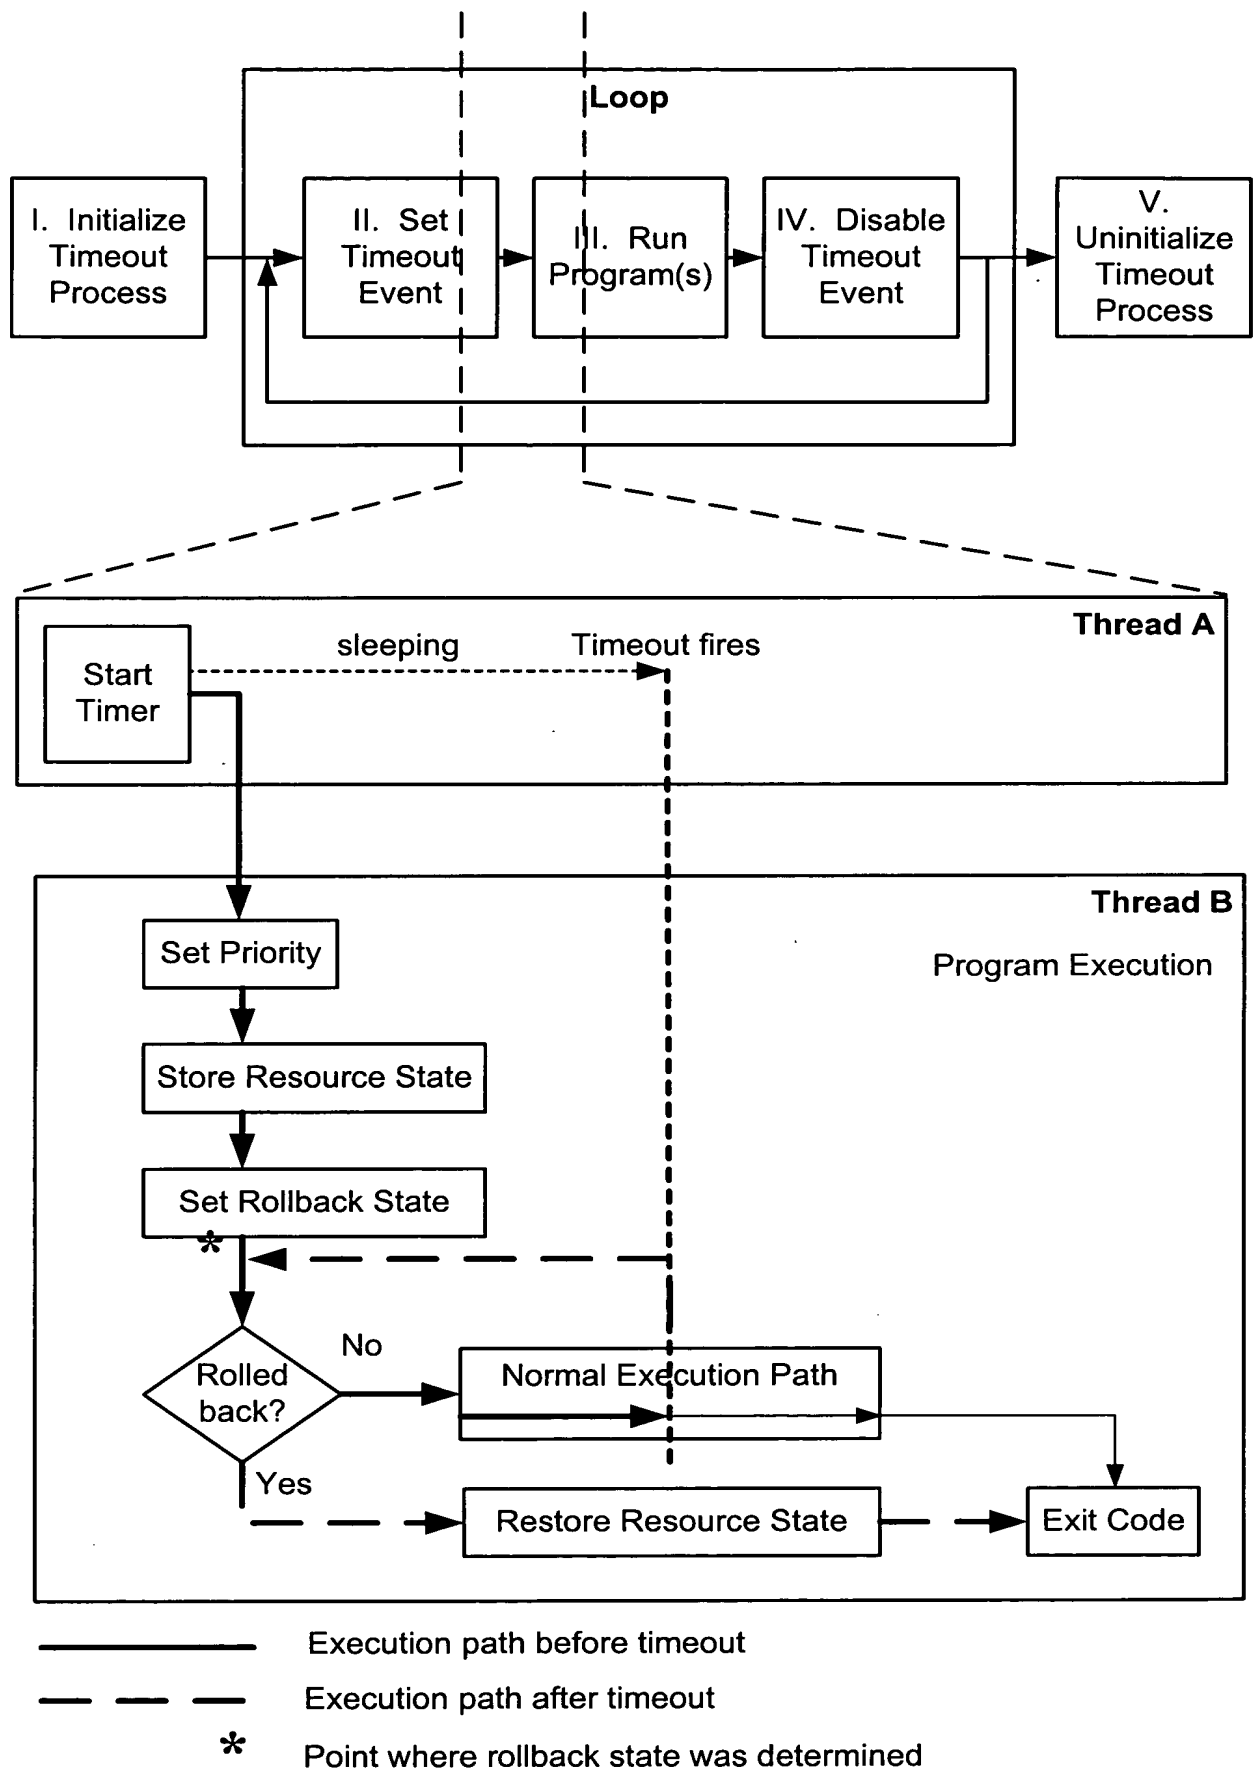 Loop
I. Initialize
Timeout
Process
II. Set
Timeout
Event
III. Run
Program(s)
IV. Disable
Timeout
Event
V.
Uninitialize
Timeout
Process
Thread A
Start
Timer
sleeping
Timeout fires
Thread B
Program Execution
Set Priority
Store Resource State
Set Rollback State
*
Rolled
back?
No
Normal Execution Path
Yes
Restore Resource State
Exit Code
Execution path before timeout
Execution path after timeout
* Point where rollback state was determined